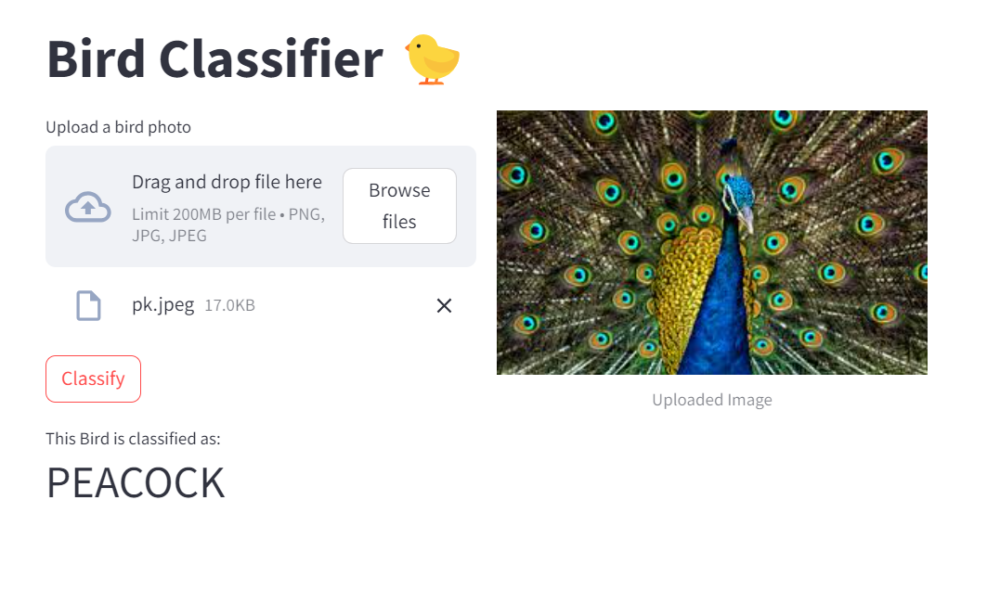 Bird Classifier
Upload a bird photo
Drag and drop file here
Limit 200MB per file • PNG,
JPG, JPEG
Browse
files
pk.jpeg 17.0KB
Classify
This Bird is classified as:
PEACOCK
Uploaded Image